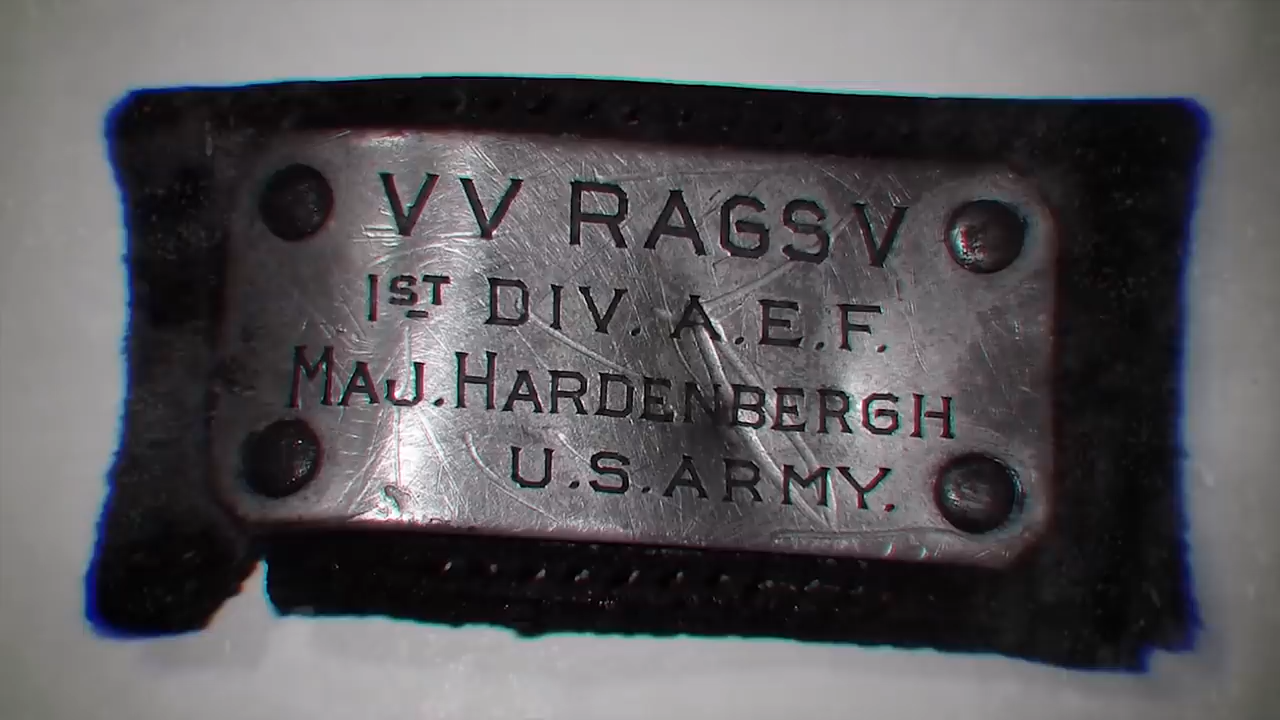 VV RAGS V
1ST DIV. A.E.F.
MAJ. HARDENBERGH
U.S. ARMY.